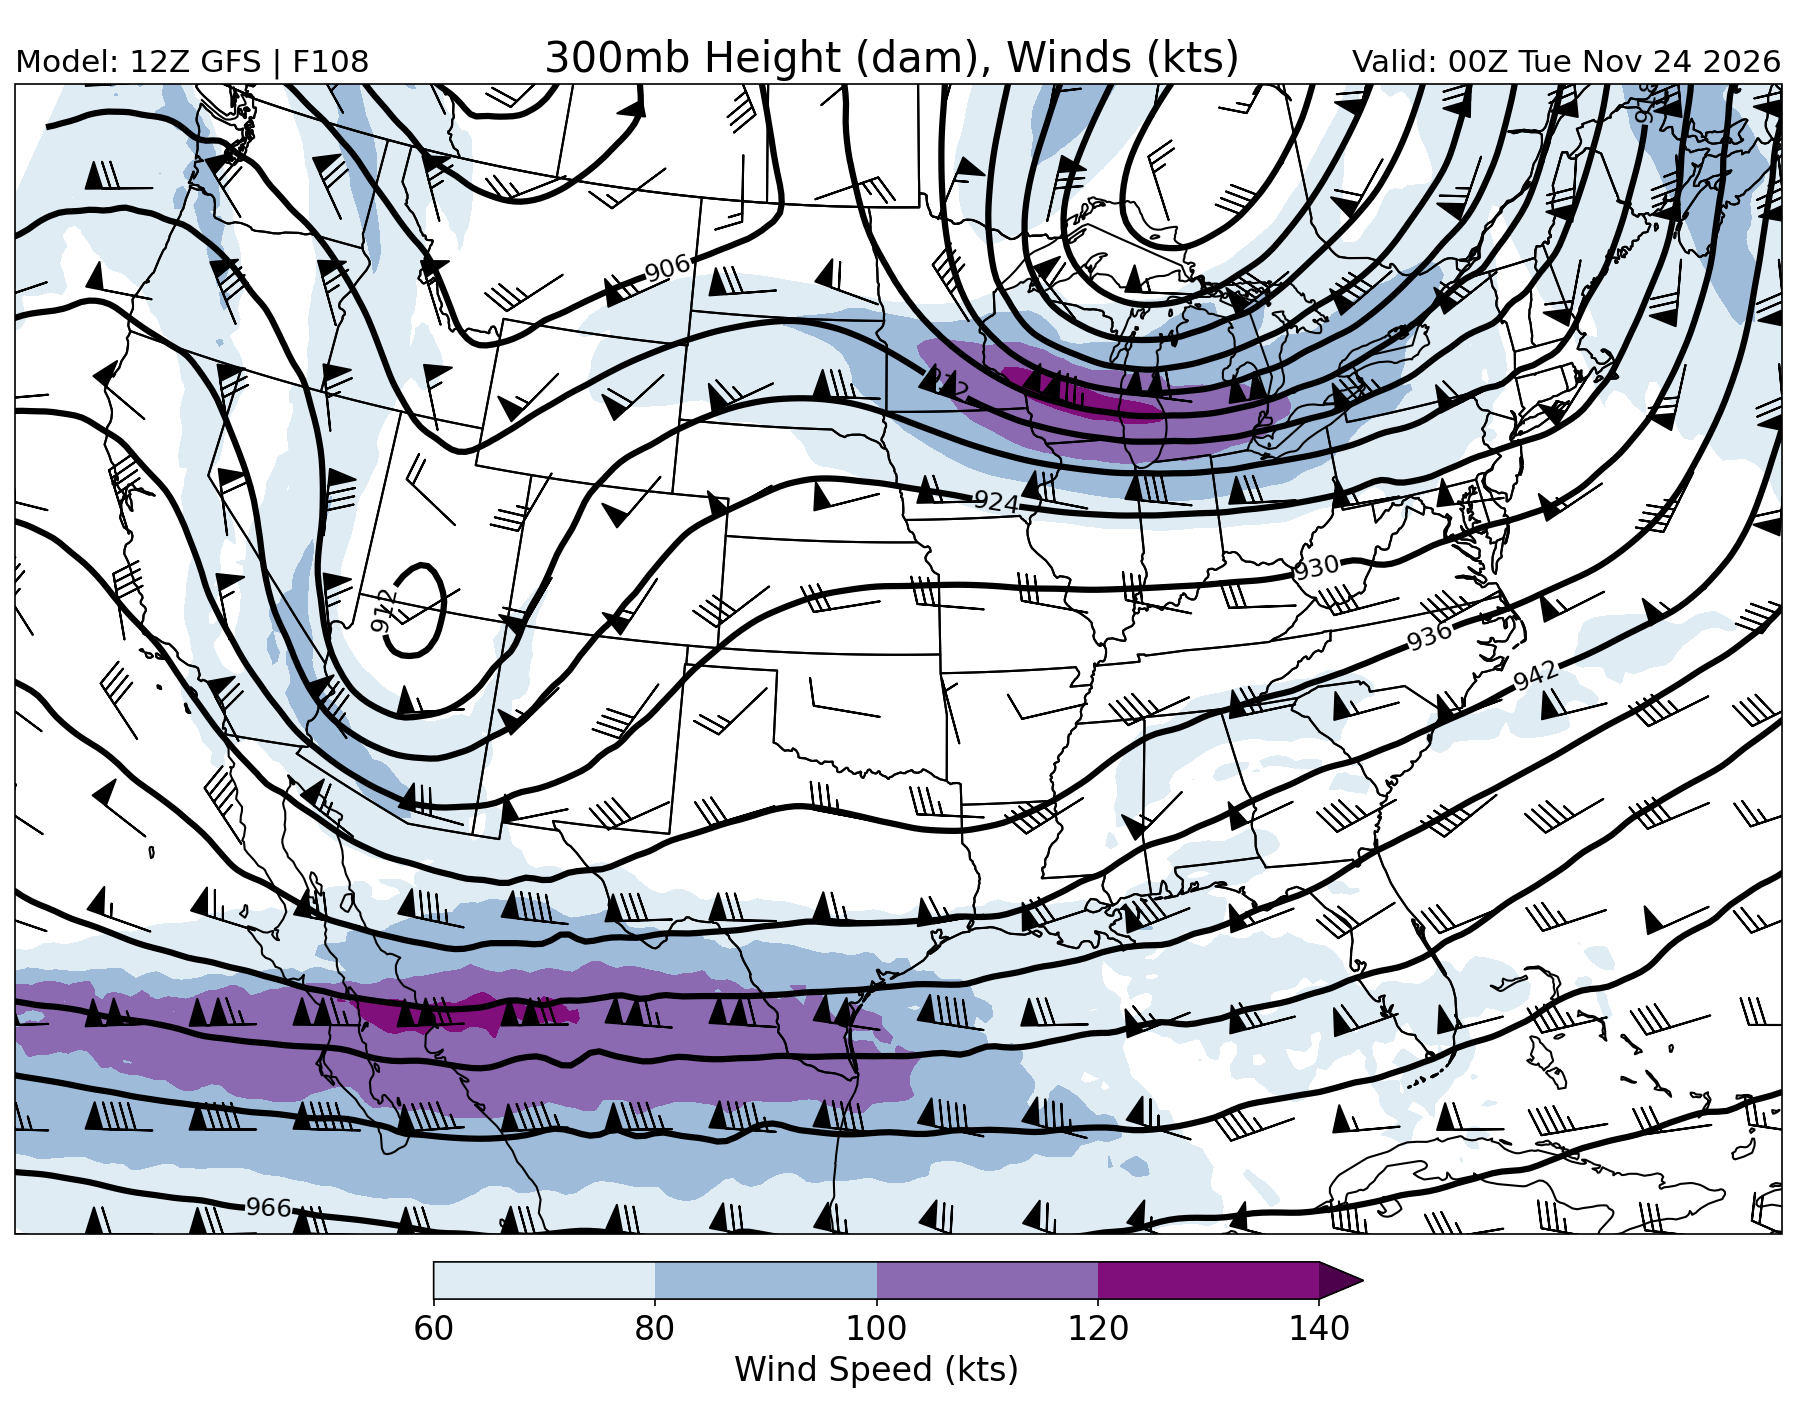 Model: 12Z GFS | F108
300mb Height (dam), Winds (kts)
Valid: 00Z Tue Nov 24 2026
906
912
924
912
930
936
942
966
60 80 100 120 140
Wind Speed (kts)